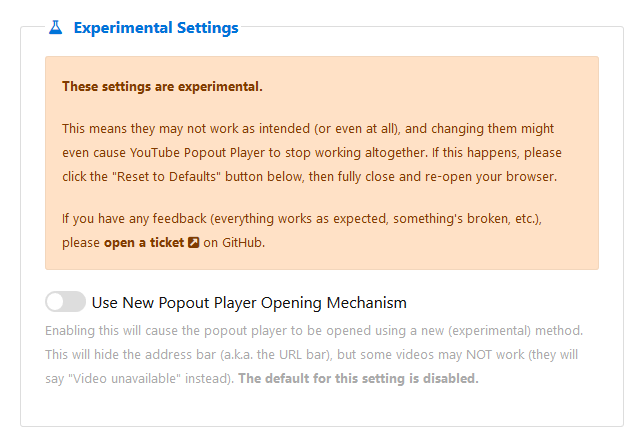 Experimental Settings
These settings are experimental.
This means they may not work as intended (or even at all), and changing them might
even cause YouTube Popout Player to stop working altogether. If this happens, please
click the "Reset to Defaults" button below, then fully close and re-open your browser.
If you have any feedback (everything works as expected, something's broken, etc.),
please open a ticket on GitHub.
Use New Popout Player Opening Mechanism
Enabling this will cause the popout player to be opened using a new (experimental) method.
This will hide the address bar (a.k.a. the URL bar), but some videos may NOT work (they will
say "Video unavailable" instead). The default for this setting is disabled.